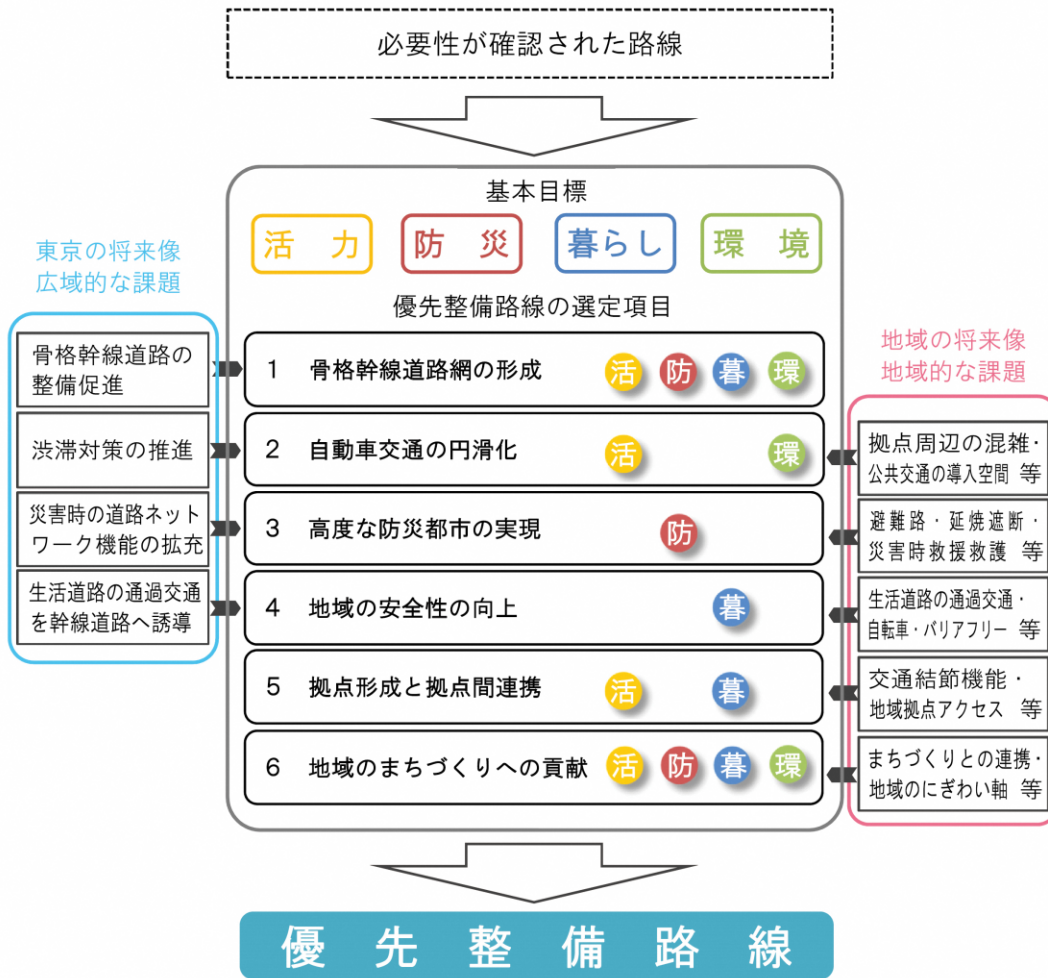 必要性が確認された路線
基本目標
活 力
防 災
暮らし
環 境
優先整備路線の選定項目
東京の将来像
広域的な課題
骨格幹線道路の
整備促進
渋滞対策の推進
災害時の道路ネット
ワーク機能の拡充
生活道路の通過交通
を幹線道路へ誘導
1 骨格幹線道路網の形成 活 防 暮 環
2 自動車交通の円滑化 活 環
3 高度な防災都市の実現 防
4 地域の安全性の向上 暮
5 拠点形成と拠点間連携 活 暮
6 地域のまちづくりへの貢献 活 防 暮 環
地域の将来像
地域的な課題
拠点周辺の混雑・
公共交通の導入空間 等
避難路・延焼遮断・
災害時救援救護 等
生活道路の通過交通・
自転車・バリアフリー 等
交通結節機能・
地域拠点アクセス 等
まちづくりとの連携・
地域のにぎわい軸 等
優先整備路線